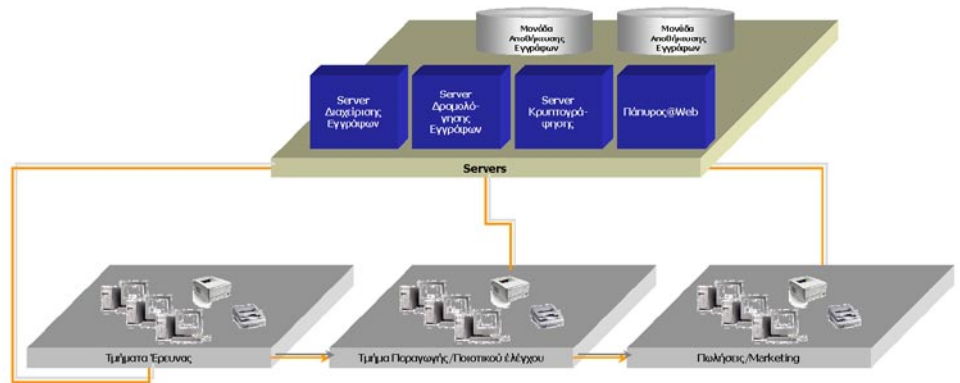 Μονάδα
Αποθήκευσης
Εγγράφων
Μονάδα
Αποθήκευσης
Εγγράφων
Server
Διαχείρισης
Εγγράφων
Server
Δρομολό-
γησης
Εγγράφων
Server
Κρυπτογρά-
φησης
Πάπυρος@Web
Servers
Τμήματα Έρευνας
Τμήμα Παραγωγής/Ποιοτικού ἐλέγχου
Πωλήσεις/Marketing